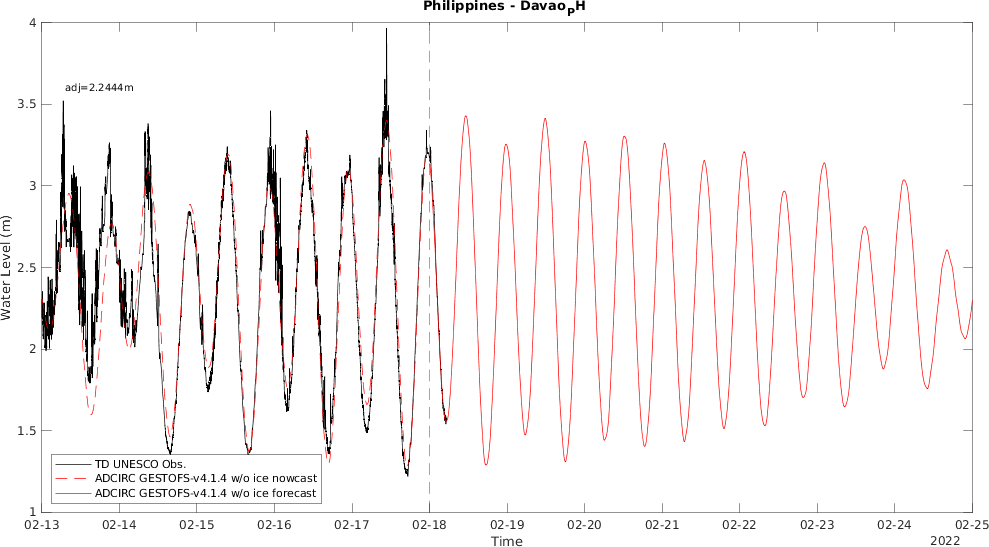 Philippines - Davao_pH
4
adj=2.2444m
3.5
3
2.5
2
1.5
1
Water Level (m)
TD UNESCO Obs.
ADCIRC GESTOFS-v4.1.4 w/o ice nowcast
ADCIRC GESTOFS-v4.1.4 w/o ice forecast
02-13 02-14 02-15 02-16 02-17 02-18 02-19 02-20 02-21 02-22 02-23 02-24 02-25
Time
2022